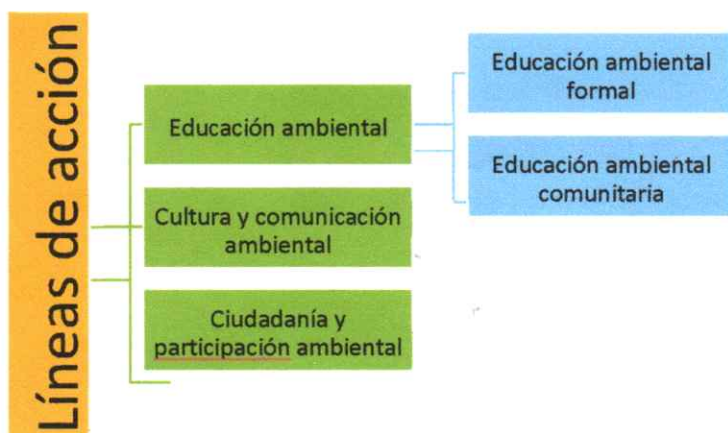 Líneas de acción
Educación ambiental
Cultura y comunicación
ambiental
Ciudadanía y
participación ambiental
Educación ambiental
formal
Educación ambiental
comunitaria